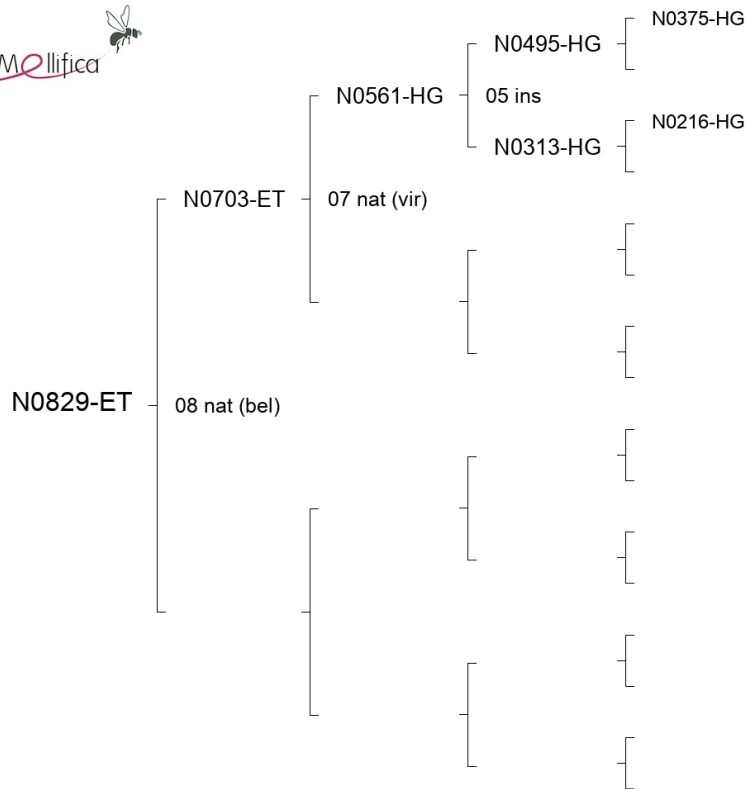 Mellifica
N0375-HG
N0495-HG
N0561-HG
05 ins
N0216-HG
N0313-HG
N0703-ET
07 nat (vir)
N0829-ET
08 nat (bel)